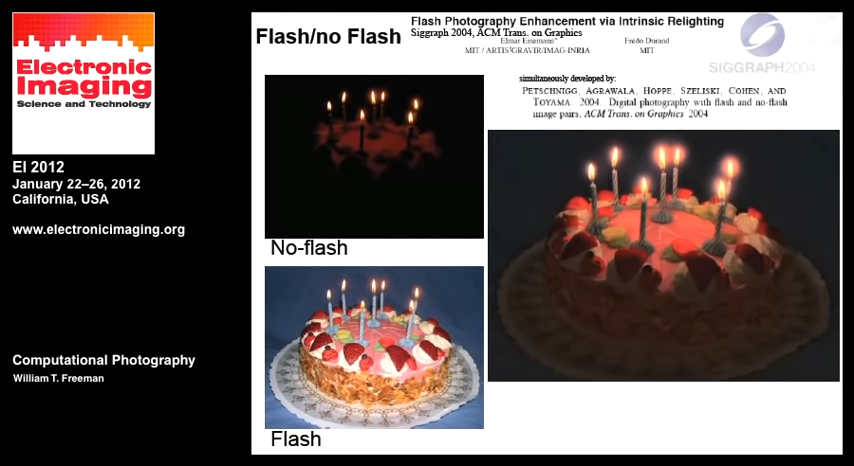 Electronic
Imaging
Science and Technology
EI 2012
January 22–26, 2012
California, USA
www.electronicimaging.org
Computational Photography
William T. Freeman
Flash/no Flash
Flash Photography Enhancement via Intrinsic Relighting
Siggraph 2004, ACM Trans. on Graphics
Elmar Eisemann* Frédo Durand
MIT / ARTIS†GRAVIR/IMAG-INRIA MIT
SIGGRAPH2004
simultaneously developed by:
PETSCHNIGG, AGRAWALA, HOPPE, SZELISKI, COHEN, AND
TOYAMA. 2004. Digital photography with flash and no-flash
image pairs. ACM Trans. on Graphics 2004
No-flash
Flash